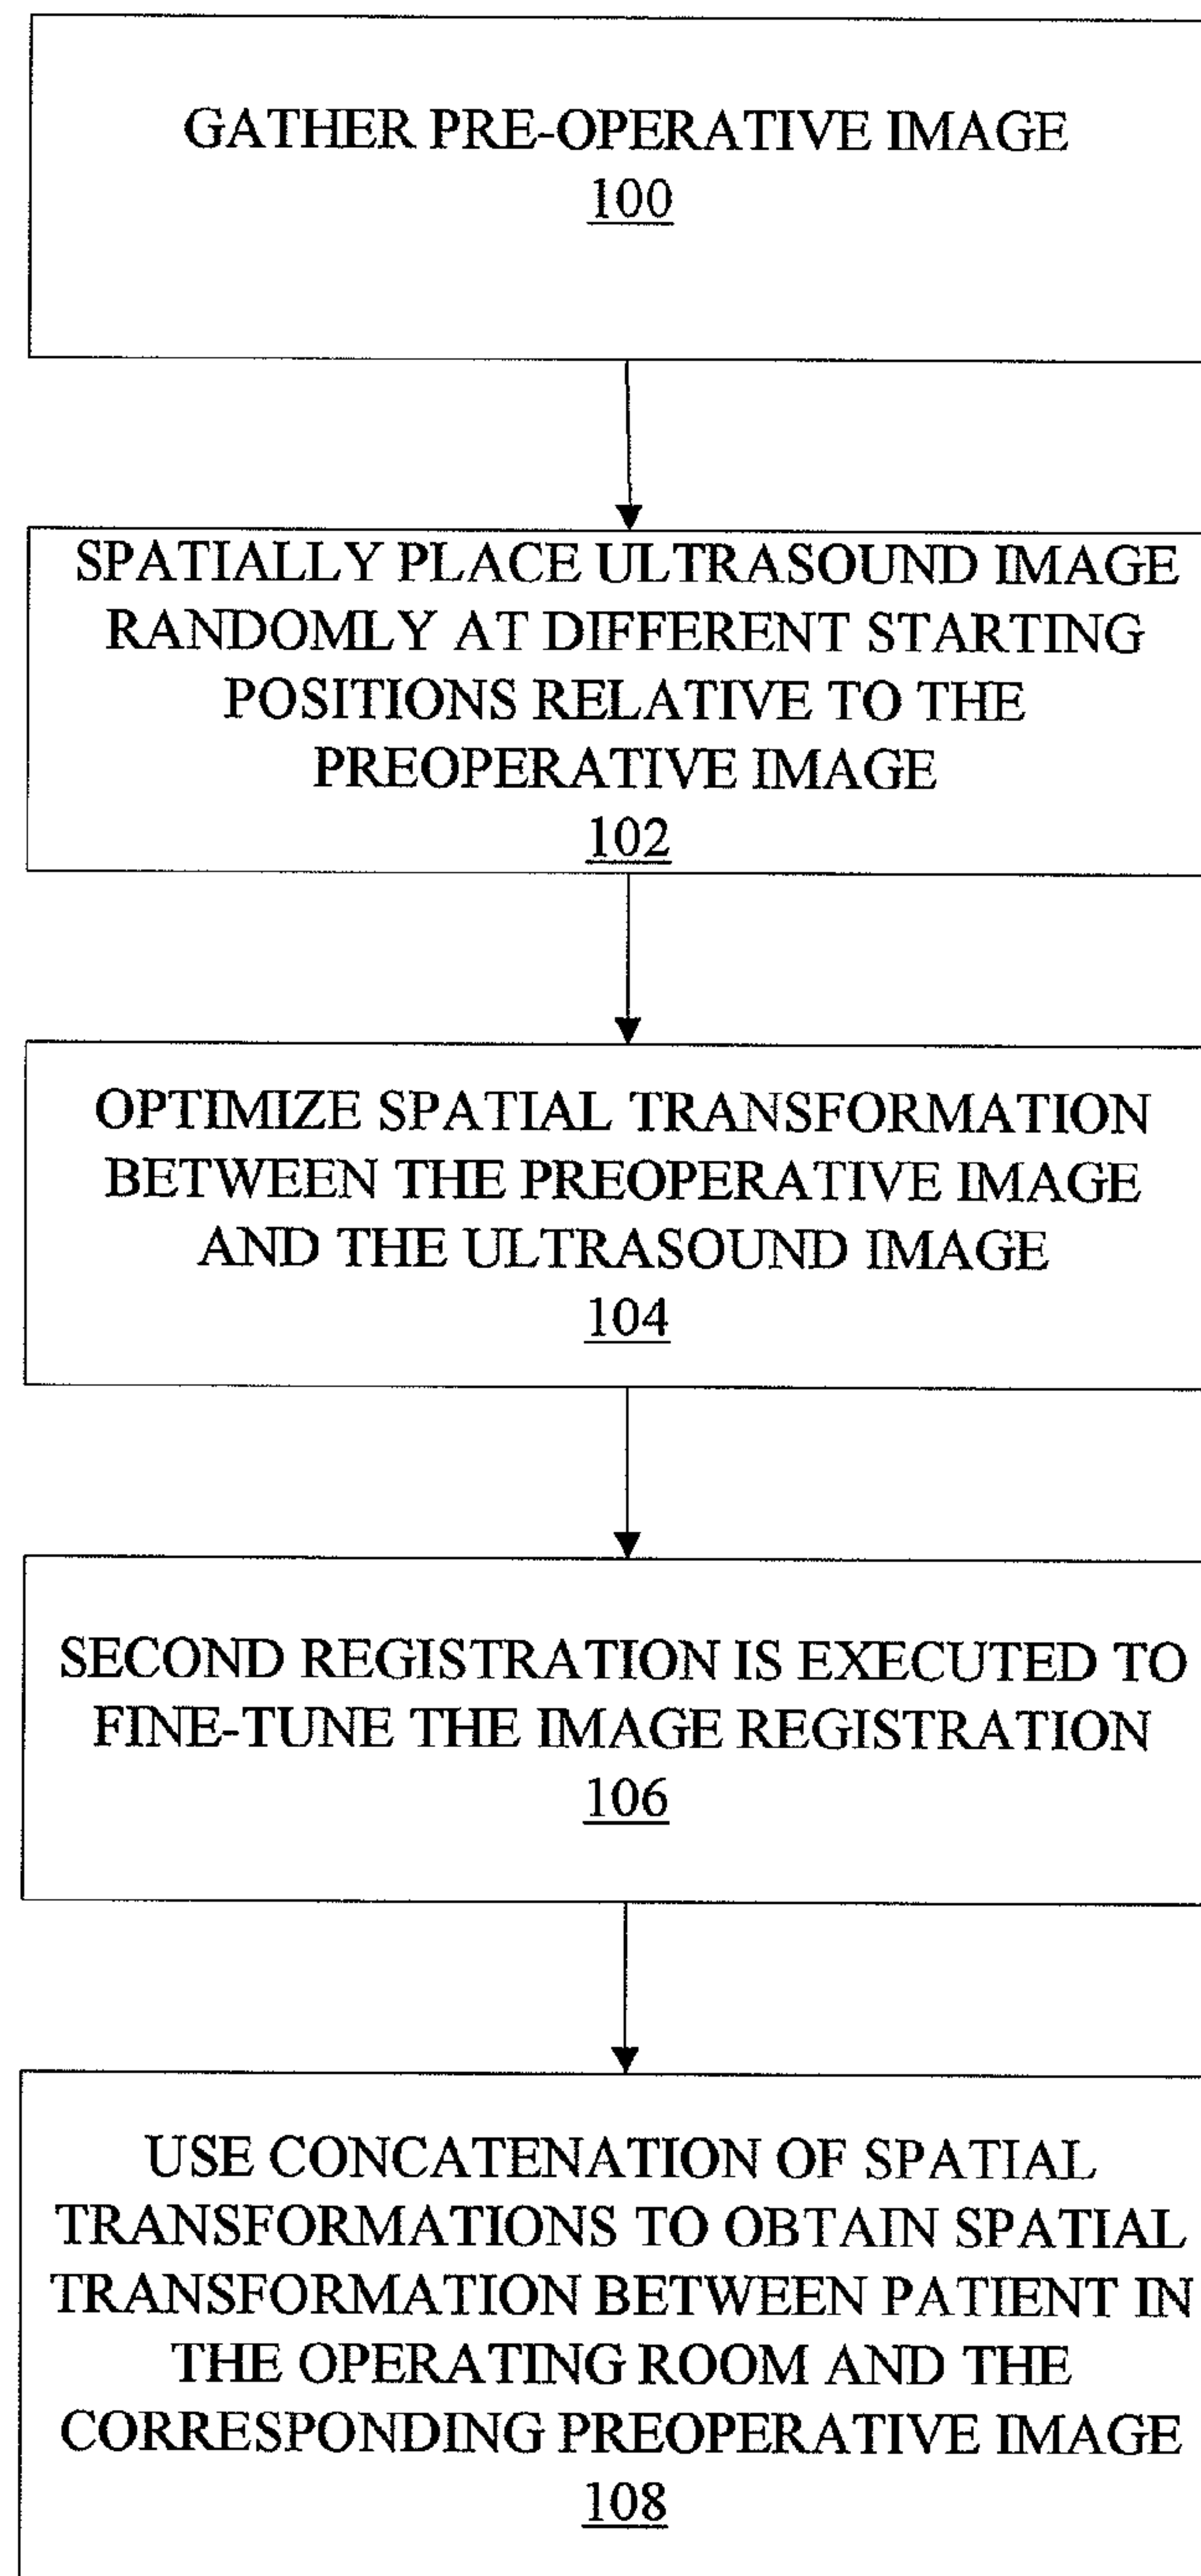 GATHER PRE-OPERATIVE IMAGE
100
SPATIALLY PLACE ULTRASOUND IMAGE
RANDOMLY AT DIFFERENT STARTING
POSITIONS RELATIVE TO THE
PREOPERATIVE IMAGE
102
OPTIMIZE SPATIAL TRANSFORMATION
BETWEEN THE PREOPERATIVE IMAGE
AND THE ULTRASOUND IMAGE
104
SECOND REGISTRATION IS EXECUTED TO
FINE-TUNE THE IMAGE REGISTRATION
106
USE CONCATENATION OF SPATIAL
TRANSFORMATIONS TO OBTAIN SPATIAL
TRANSFORMATION BETWEEN PATIENT IN
THE OPERATING ROOM AND THE
CORRESPONDING PREOPERATIVE IMAGE
108